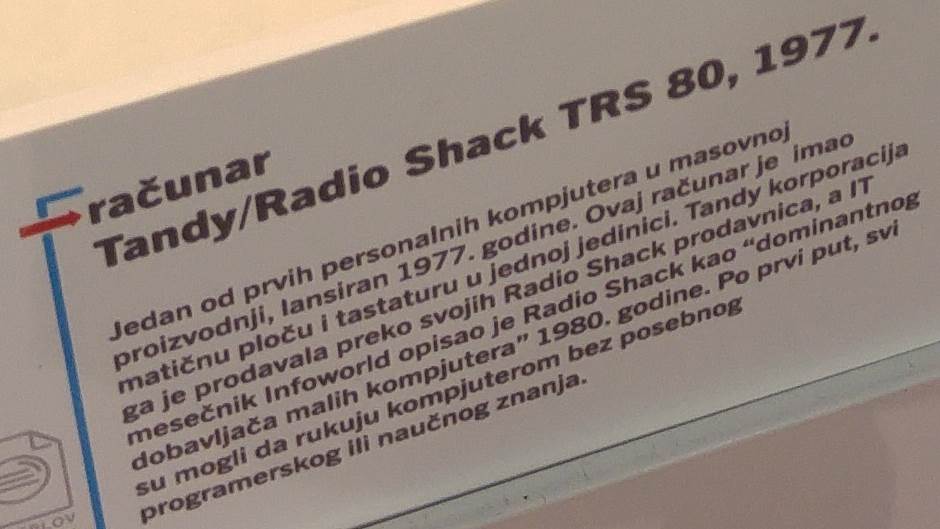 računar
Tandy/Radio Shack TRS 80, 1977.
Jedan od prvih personalnih kompjutera u masovnoj
proizvodnji, lansiran 1977. godine. Ovaj računar je imao
matičnu ploču i tastaturu u jednoj jedinici. Tandy korporacija
ga je prodavala preko svojih Radio Shack prodavnica, a IT
mesečnik Infoworld opisao je Radio Shack kao “dominantnog
dobavljača malih kompjutera” 1980. godine. Po prvi put, svi
su mogli da rukuju kompjuterom bez posebnog
programerskog ili naučnog znanja.